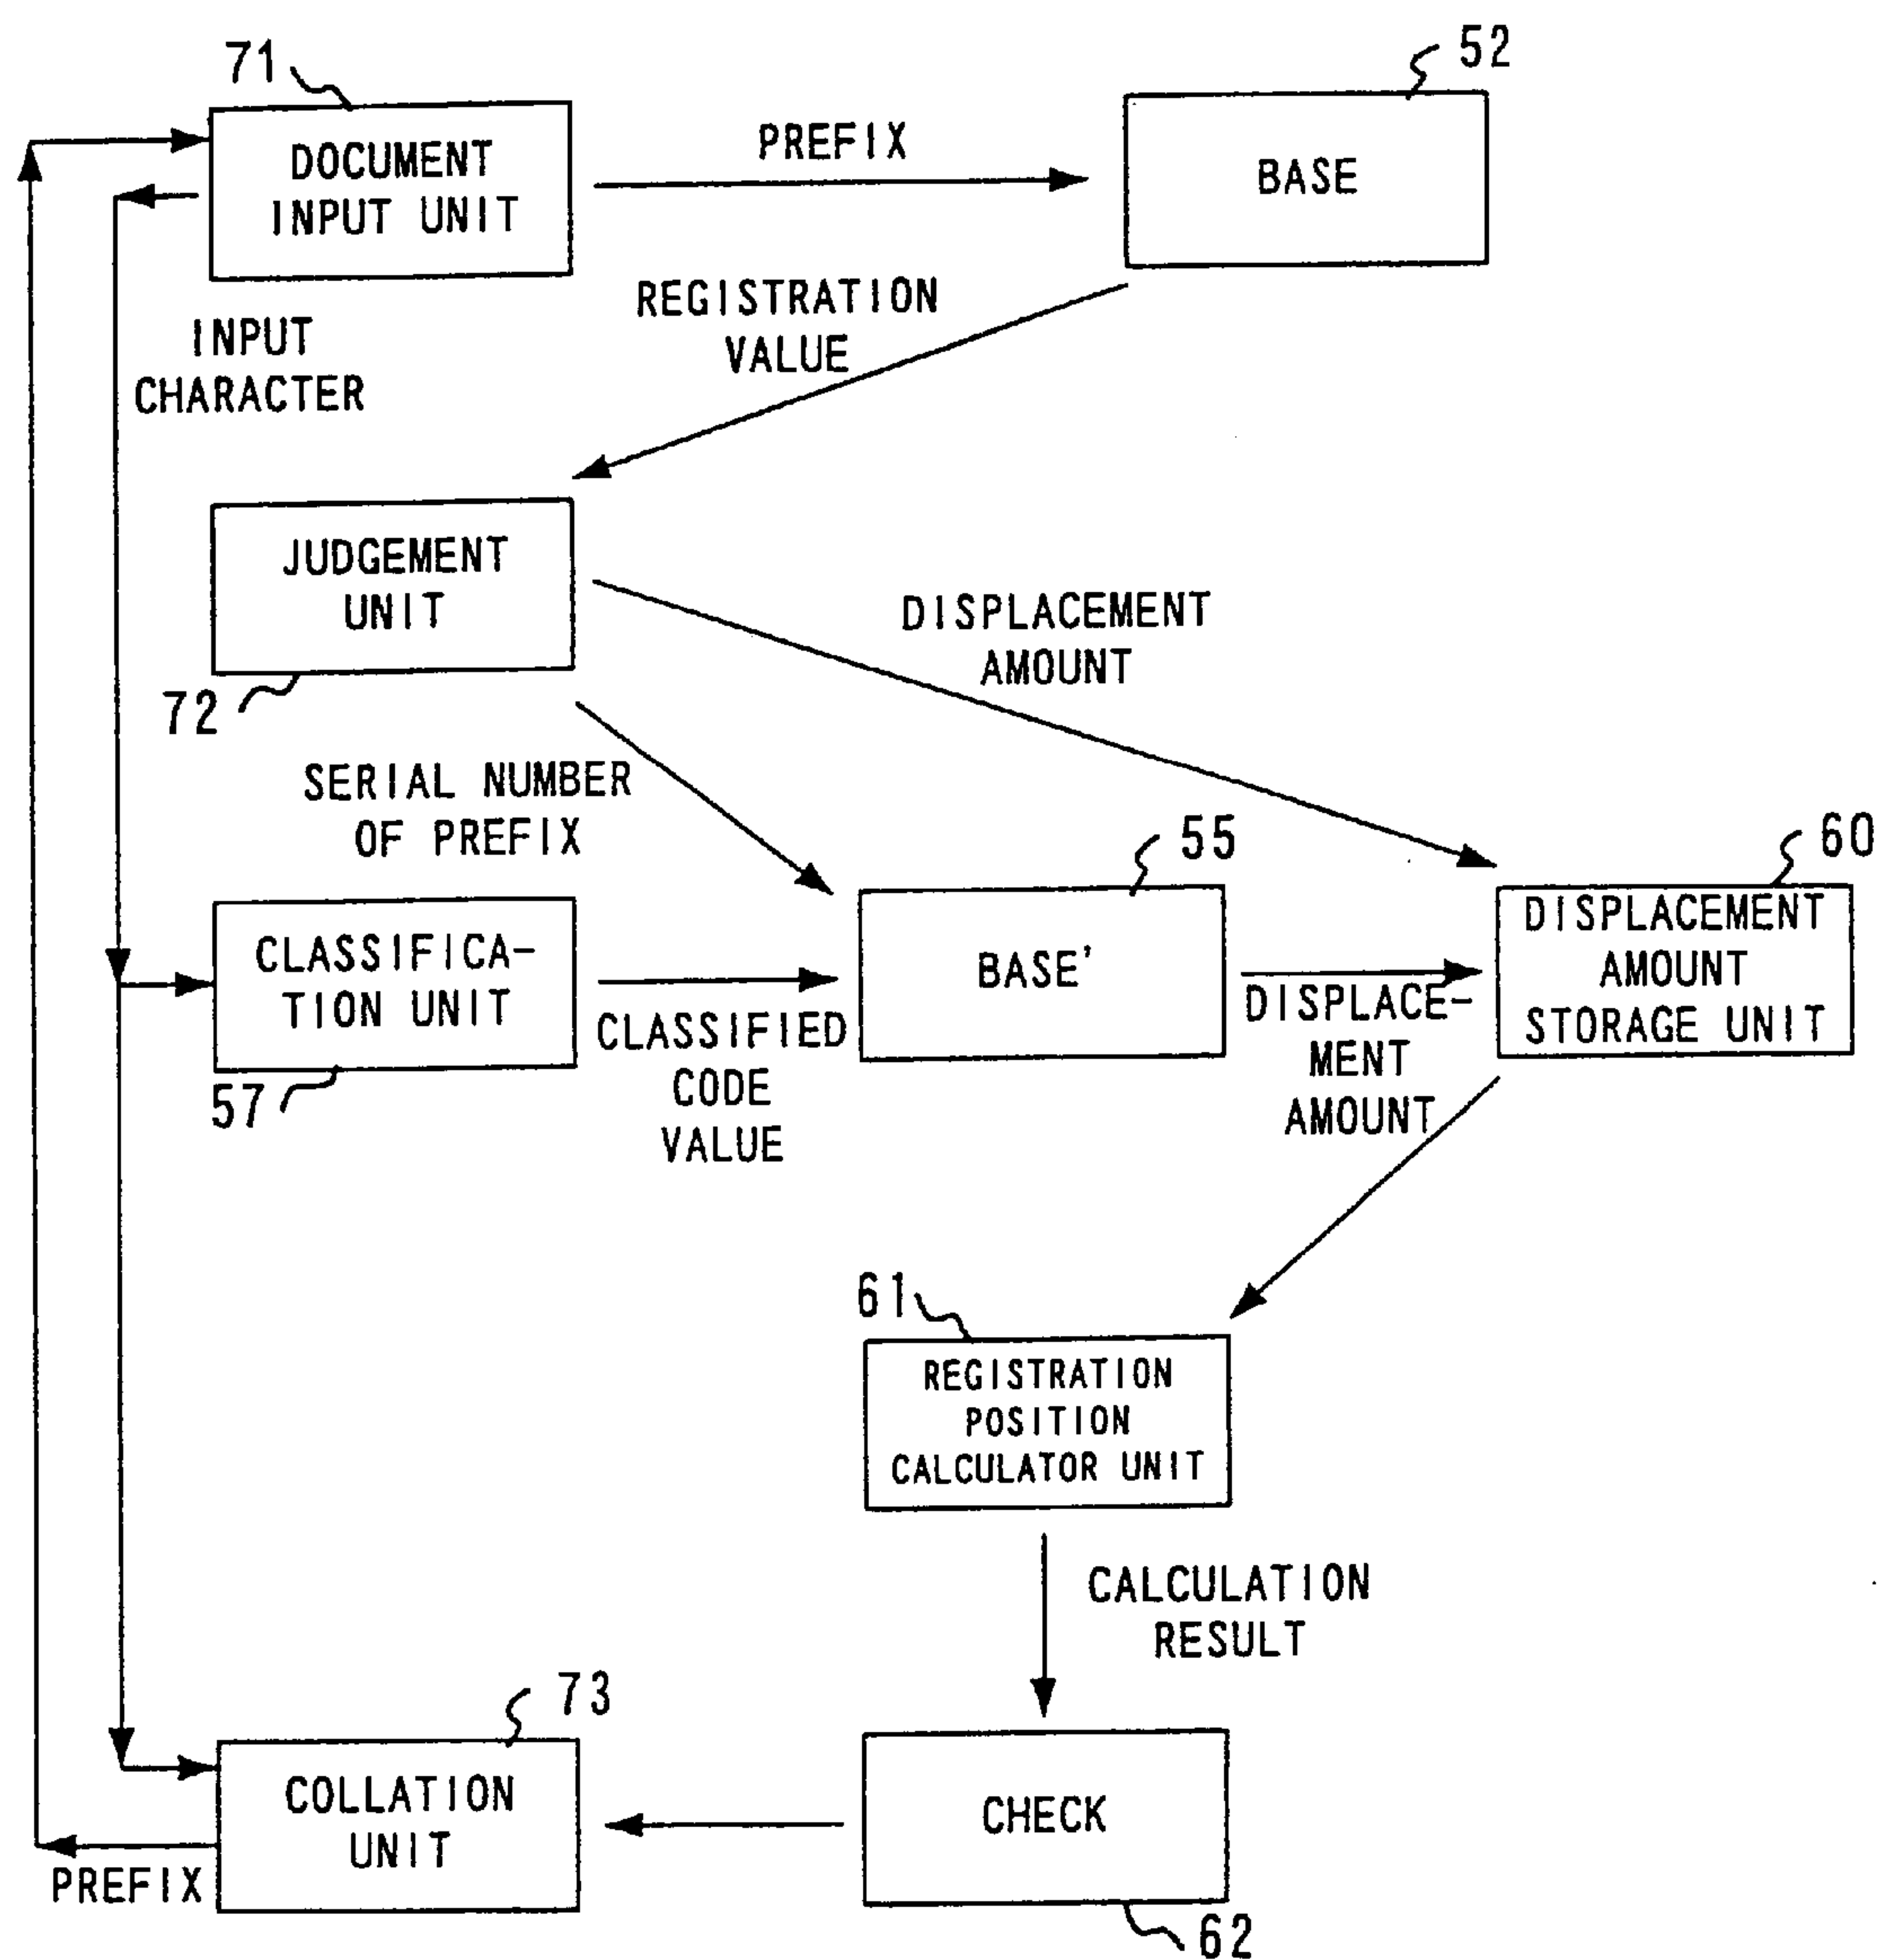 71
52
DOCUMENT
INPUT UNIT
PREFIX
BASE
REGISTRATION
VALUE
INPUT
CHARACTER
JUDGEMENT
UNIT
72
DISPLACEMENT
AMOUNT
SERIAL NUMBER
OF PREFIX
55
60
CLASSIFICA-
TION UNIT
57
CLASSIFIED
CODE
VALUE
BASE'
DISPLACE-
MENT
AMOUNT
DISPLACEMENT
AMOUNT
STORAGE UNIT
61
REGISTRATION
POSITION
CALCULATOR UNIT
CALCULATION
RESULT
73
COLLATION
UNIT
PREFIX
CHECK
62